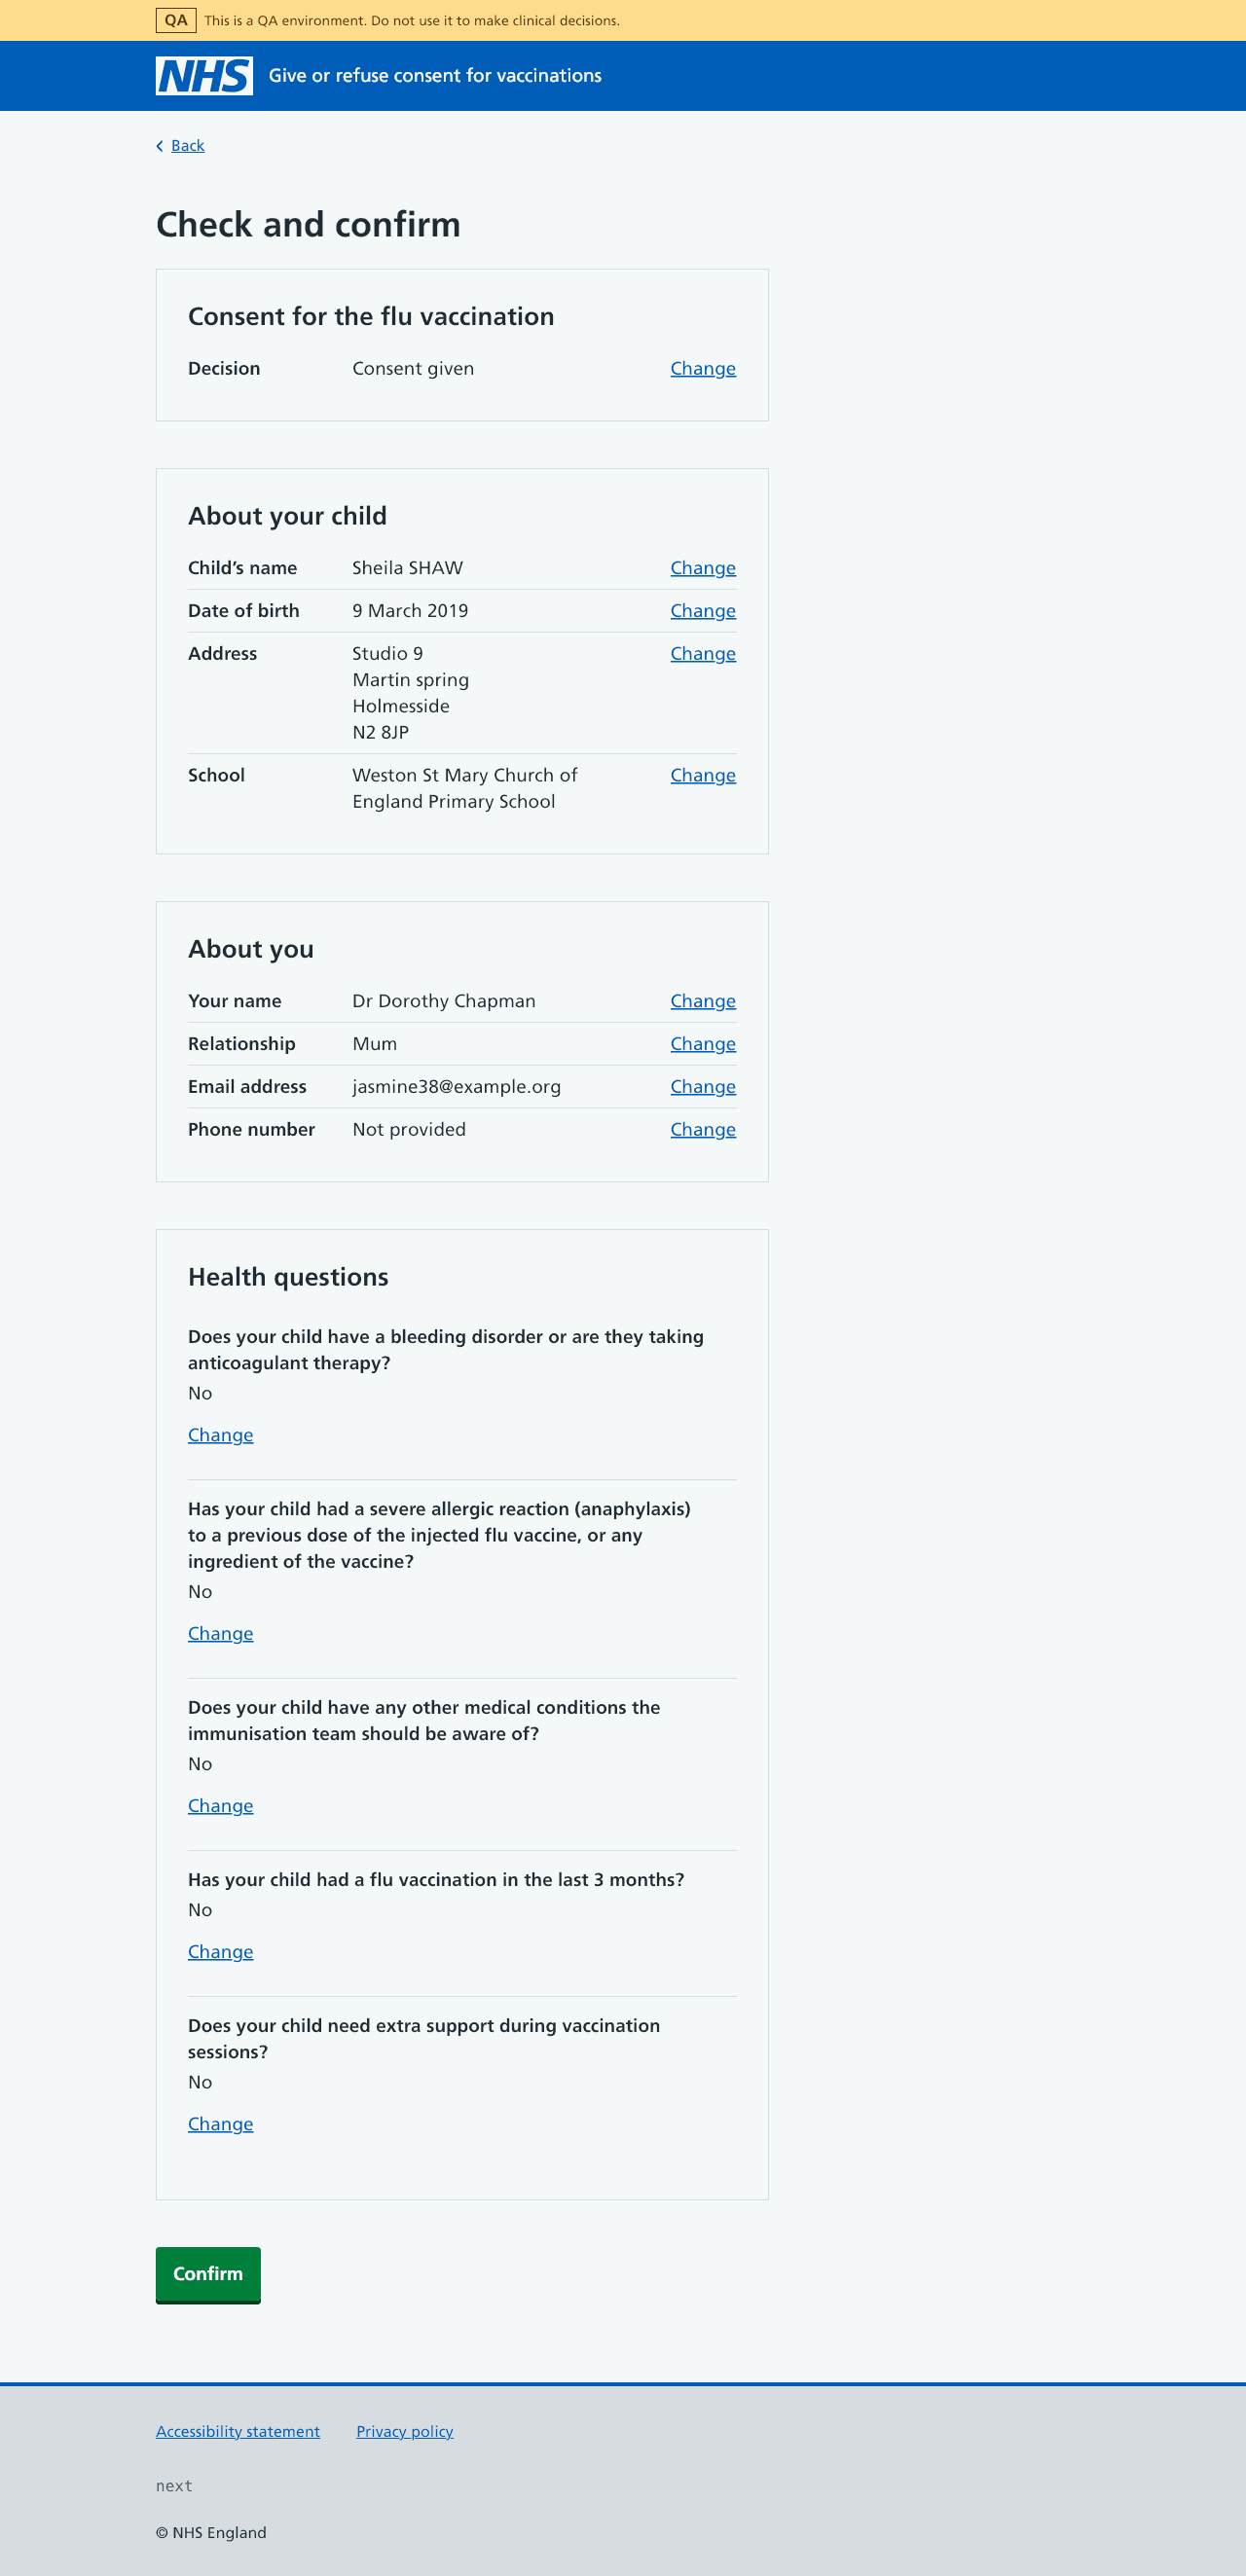 QA This is a QA environment. Do not use it to make clinical decisions.
NHS Give or refuse consent for vaccinations
Back
Check and confirm
Consent for the flu vaccination
Decision Consent given Change
About your child
Child’s name Sheila SHAW Change
Date of birth 9 March 2019 Change
Address Studio 9 Change
Martin spring
Holmesside
N2 8JP
School Weston St Mary Church of Change
England Primary School
About you
Your name Dr Dorothy Chapman Change
Relationship Mum Change
Email address jasmine38@example.org Change
Phone number Not provided Change
Health questions
Does your child have a bleeding disorder or are they taking
anticoagulant therapy?
No
Change
Has your child had a severe allergic reaction (anaphylaxis)
to a previous dose of the injected flu vaccine, or any
ingredient of the vaccine?
No
Change
Does your child have any other medical conditions the
immunisation team should be aware of?
No
Change
Has your child had a flu vaccination in the last 3 months?
No
Change
Does your child need extra support during vaccination
sessions?
No
Change
Confirm
Accessibility statement Privacy policy
next
© NHS England